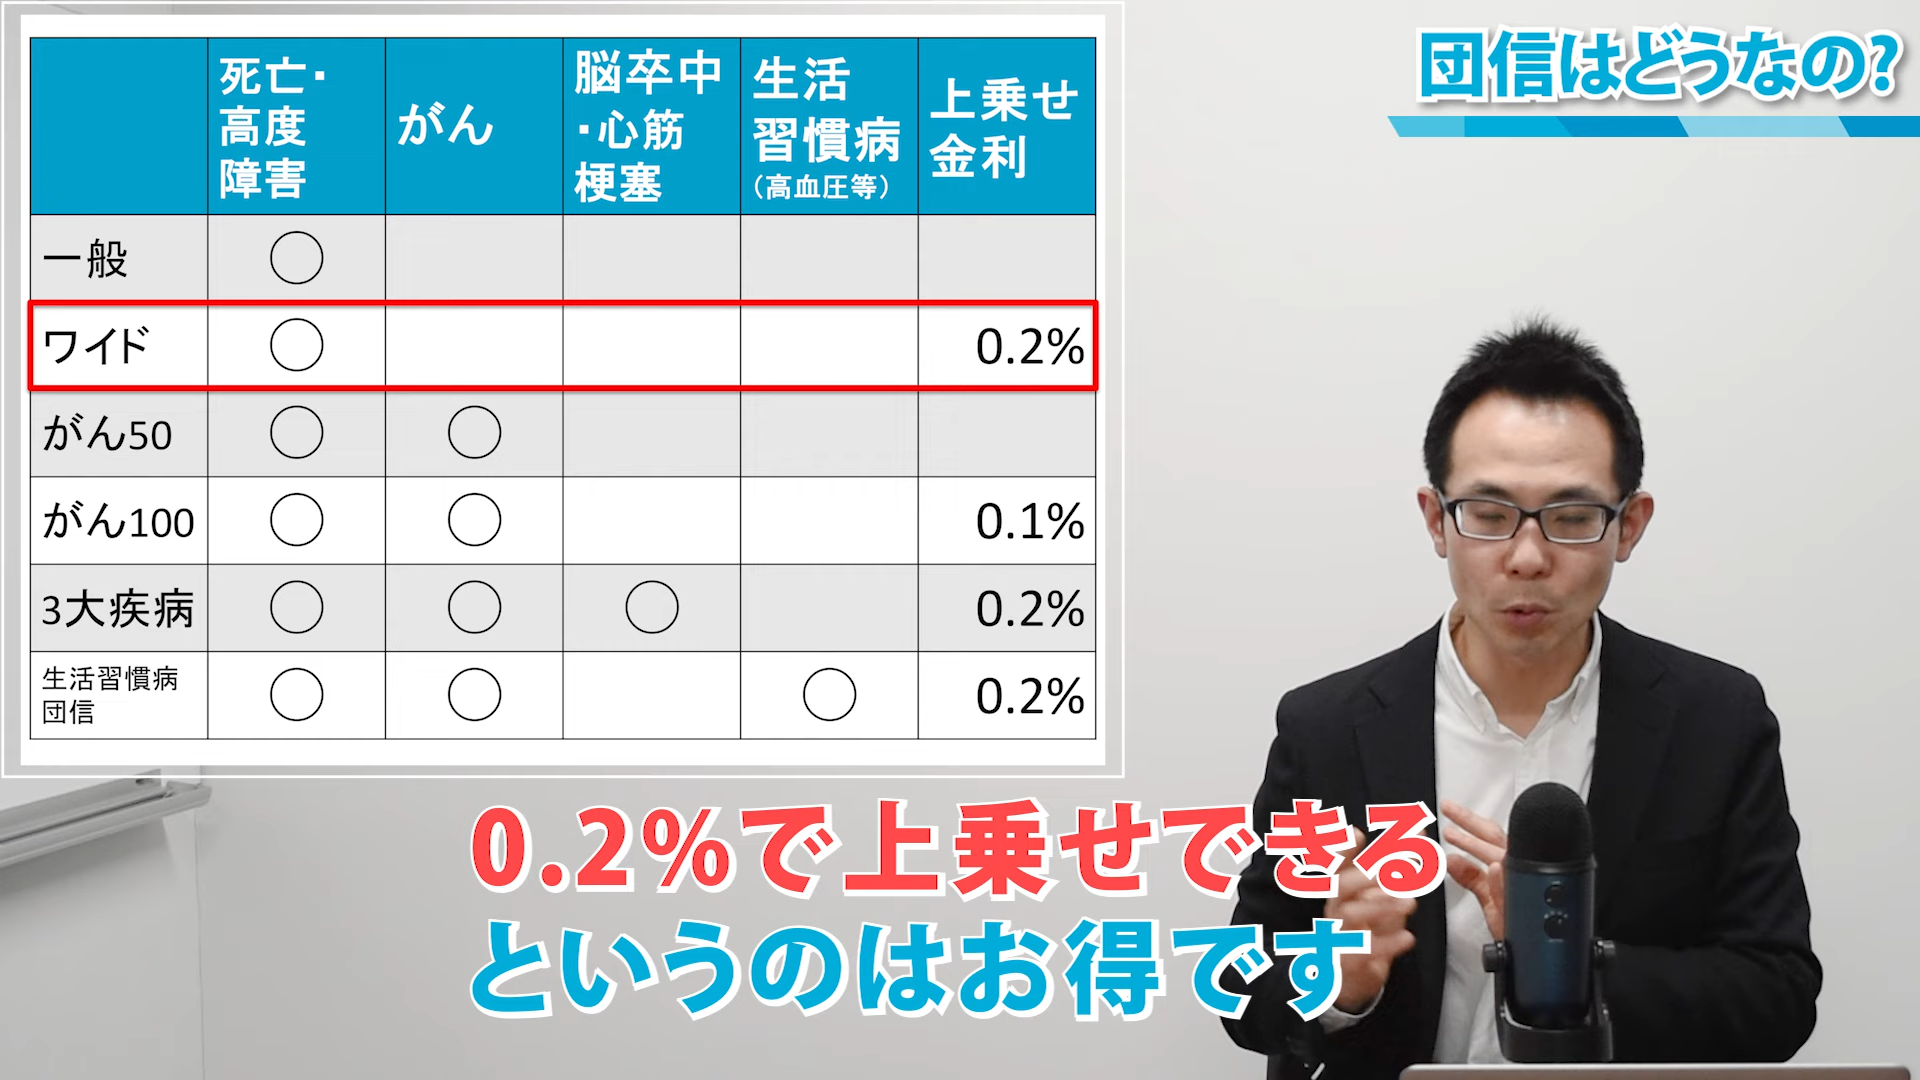 団信はどうなの?
死亡・
高度
障害
がん
脳卒中
・心筋
梗塞
生活
習慣病
(高血圧等)
上乗せ
金利
一般 ◯
ワイド ◯ 0.2%
がん50 ◯ ◯
がん100 ◯ ◯ 0.1%
3大疾病 ◯ ◯ ◯ 0.2%
生活習慣病
団信 ◯ ◯ ◯ 0.2%
0.2%で上乗せできる
というのはお得です